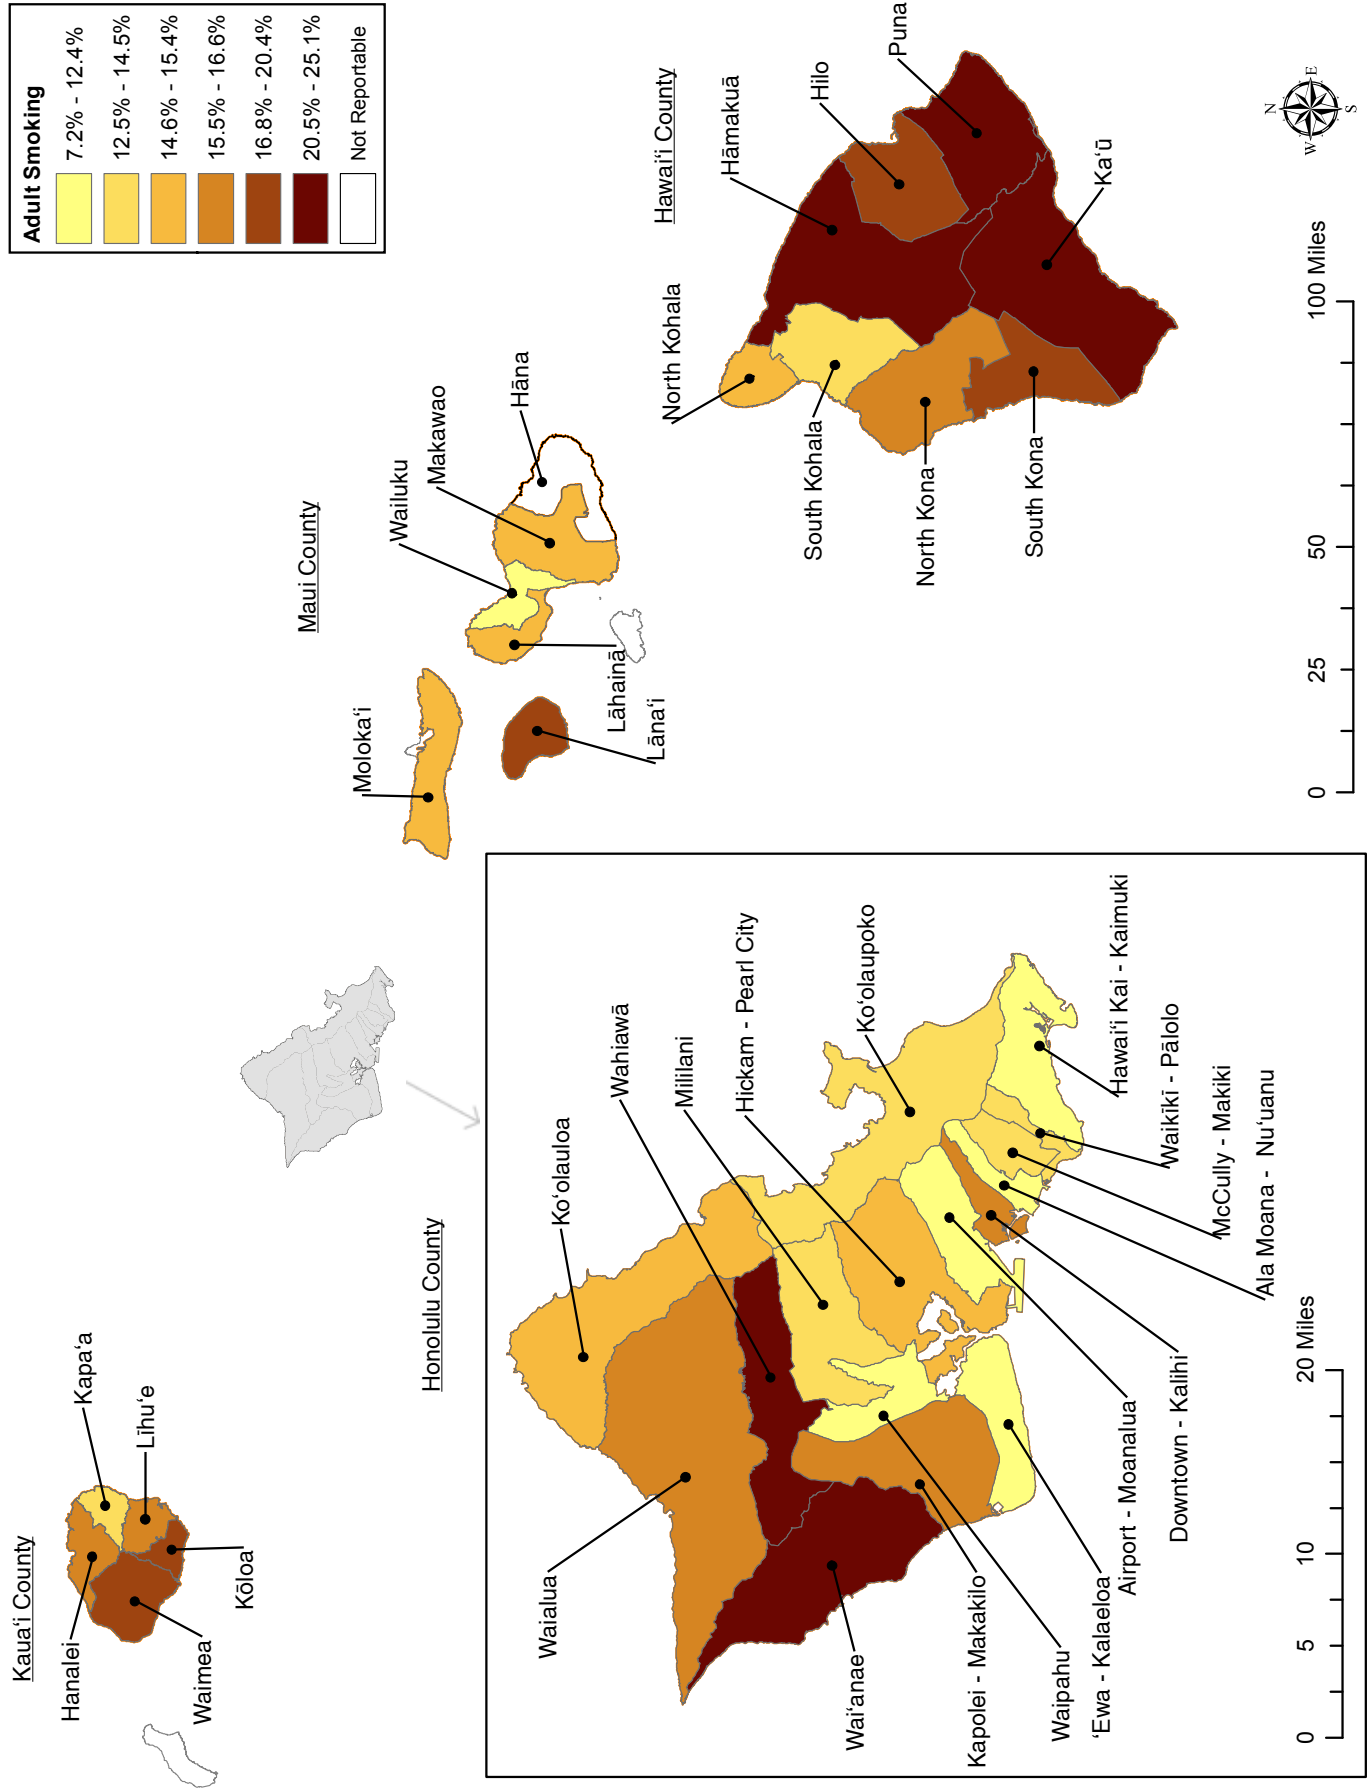 Kaua‘i County
Hanalei
Kapa‘a
Līhu‘e
Waimea
Kōloa
Honolulu County
Ko‘olauloa
Wahiawā
Mililani
Hickam - Pearl City
Ko‘olaupoko
Waialua
Wai‘anae
Kapolei - Makakilo
Waipahu
‘Ewa - Kalaeloa
Airport - Moanalua
Downtown - Kalihi
Ala Moana - Nu‘uanu
McCully - Makiki
Waikiki - Pālolo
Hawai‘i Kai - Kaimuki
0 5 10 20 Miles
Maui County
Moloka‘i
Wailuku
Makawao
Hāna
Lāhainā
Lāna‘i
Hawai‘i County
North Kohala
Hāmakuā
Hilo
Puna
South Kohala
North Kona
South Kona
Ka‘ū
0 25 50 100 Miles
Adult Smoking
7.2% - 12.4%
12.5% - 14.5%
14.6% - 15.4%
15.5% - 16.6%
16.8% - 20.4%
20.5% - 25.1%
Not Reportable
N
W E
S